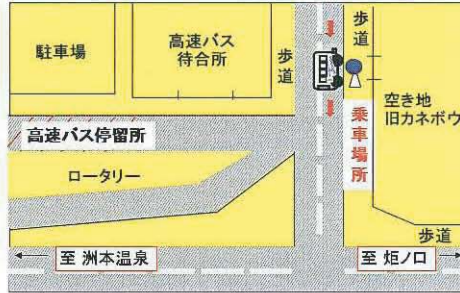 駐車場
高速バス
待合所
歩道
歩道
空き地
旧カネボウ
乗車場所
高速バス停留所
ロータリー
歩道
至 洲本温泉
至 炬ノ口